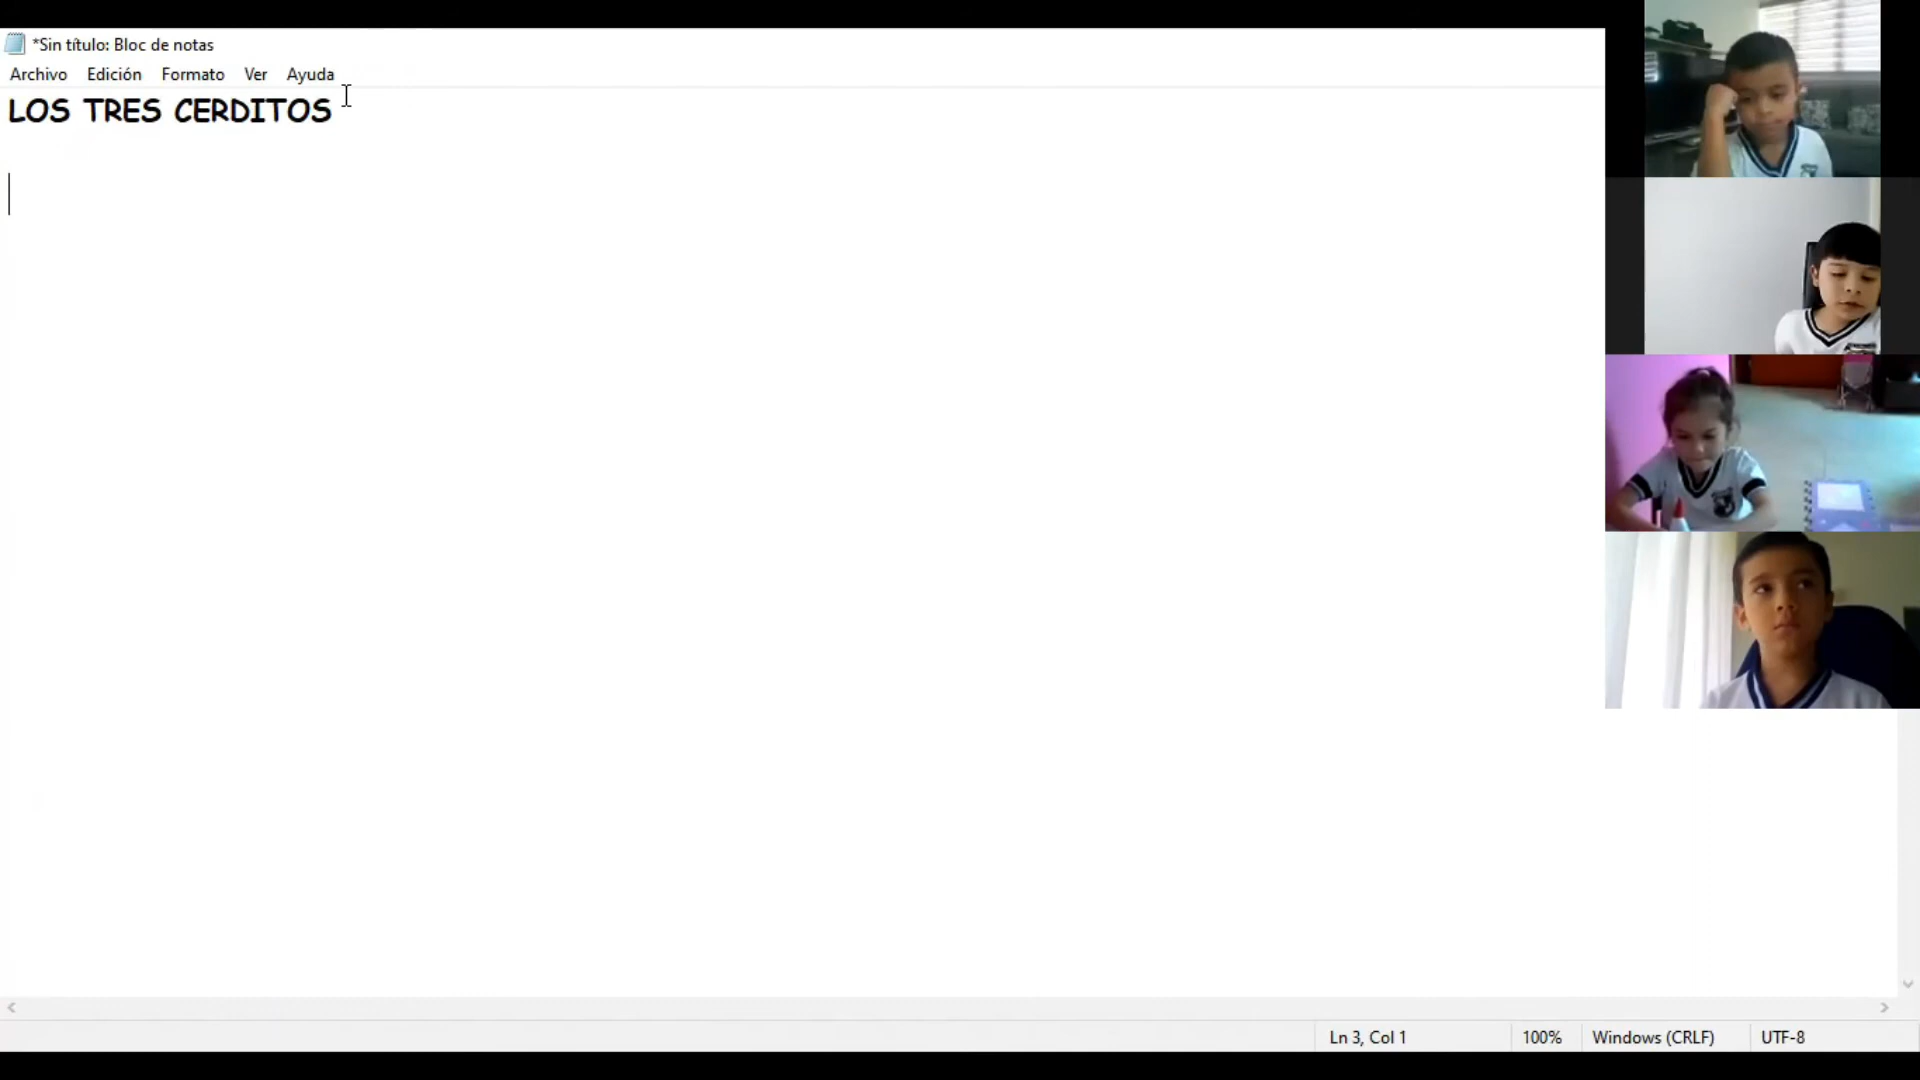 *Sin título: Bloc de notas
Archivo Edición Formato Ver Ayuda
LOS TRES CERDITOS
Ln 3, Col 1 100% Windows (CRLF) UTF-8